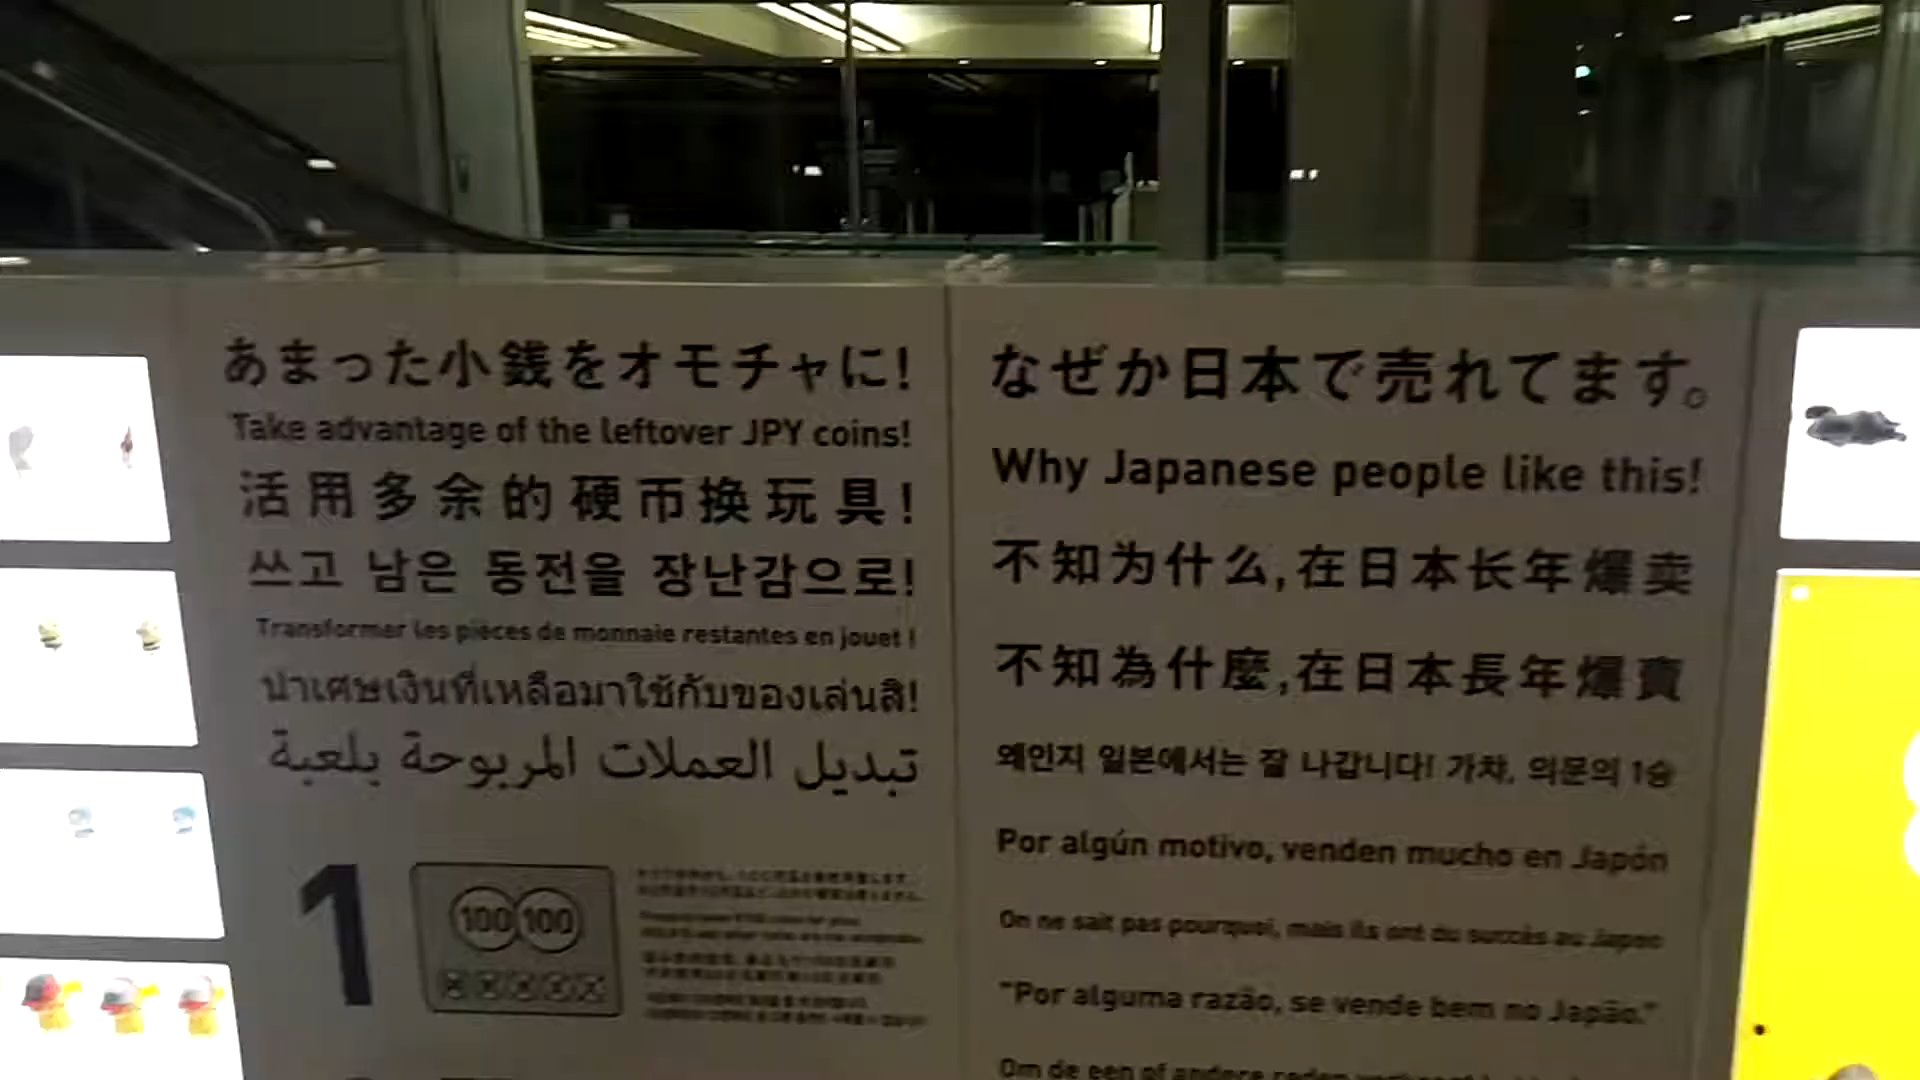 あまった小銭をオモチャに!
Take advantage of the leftover JPY coins!
活用多余的硬币换玩具!
쓰고 남은 동전을 장난감으로!
Transformer les pièces de monnaie restantes en jouet !
นำเศษเงินที่เหลือมาใช้กับของเล่นสิ!
تبديل العملات المربوحة بلعبة
1
100 100
なぜか日本で売れてます。
Why Japanese people like this!
不知为什么,在日本长年爆卖
不知為什麼,在日本長年爆賣
왜인지 일본에서는 잘 나갑니다! 가챠, 의문의 1승
Por algún motivo, venden mucho en Japón
On ne sait pas pourquoi, mais ils ont du succès au Japon
"Por alguma razão, se vende bem no Japão."
Om de een of andere reden